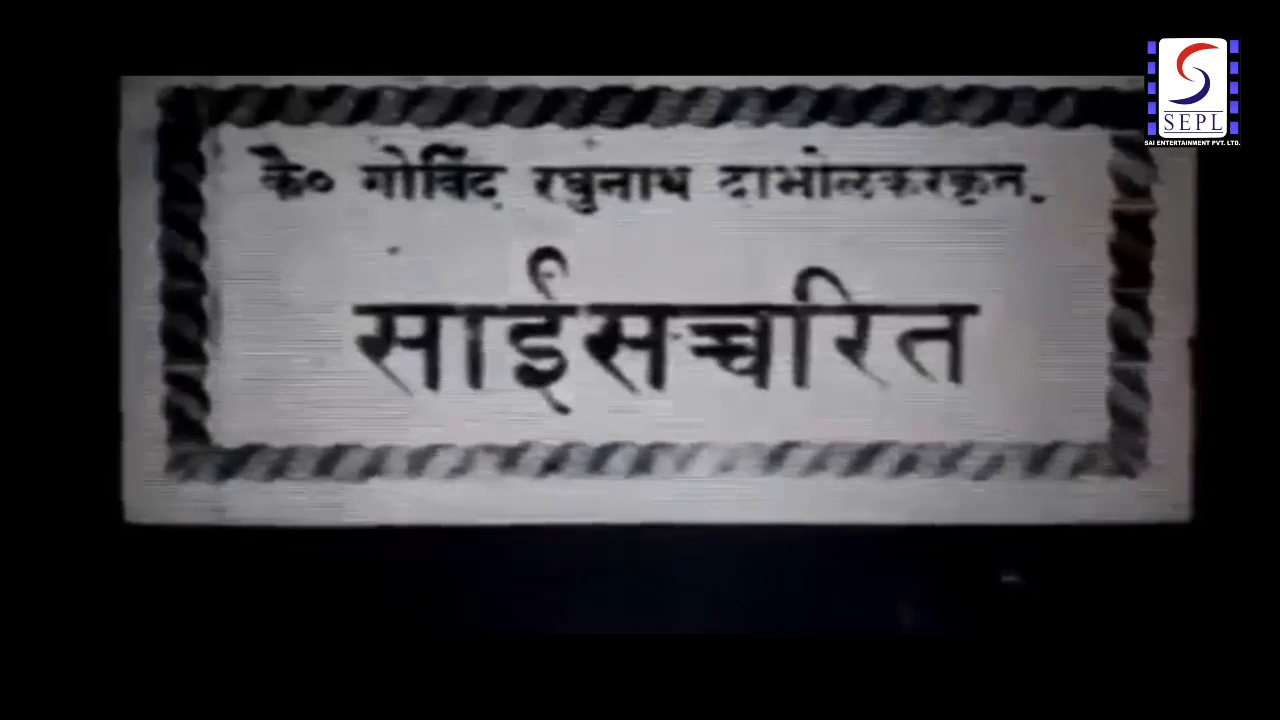 कै० गोविंद रघुनाथ दाभोलकरकृत.
साईसच्चरित
SEPL
SAI ENTERTAINMENT PVT. LTD.